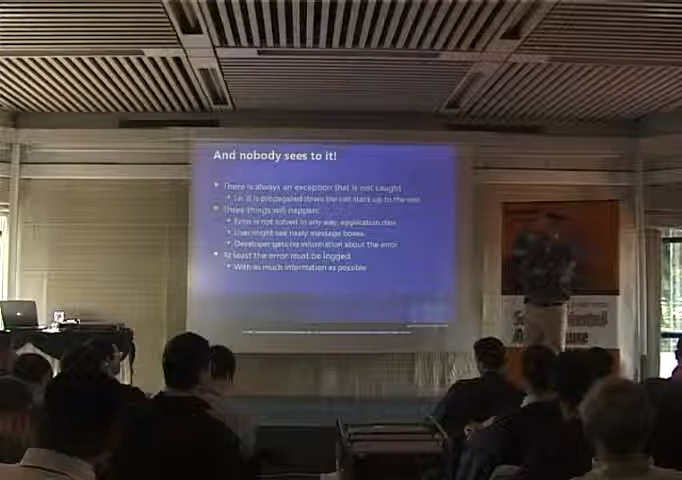 And nobody sees to it!
There is always an exception that is not caught
I.e. it is propagated down the call stack up to the end
Three things will happen:
Error is not solved in any way, application dies
User might see nasty message boxes
Developer gets no information about the error
At least the error must be logged
With as much information as possible